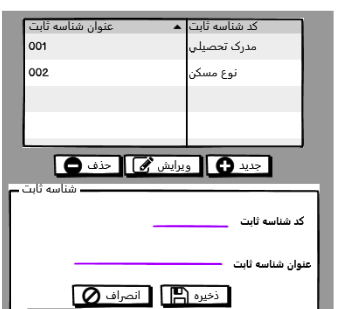 کد شناسه ثابت عنوان شناسه ثابت
مدرک تحصیلی 001
نوع مسکن 002
جدید ویرایش حذف
شناسه ثابت
کد شناسه ثابت
عنوان شناسه ثابت
ذخیره انصراف